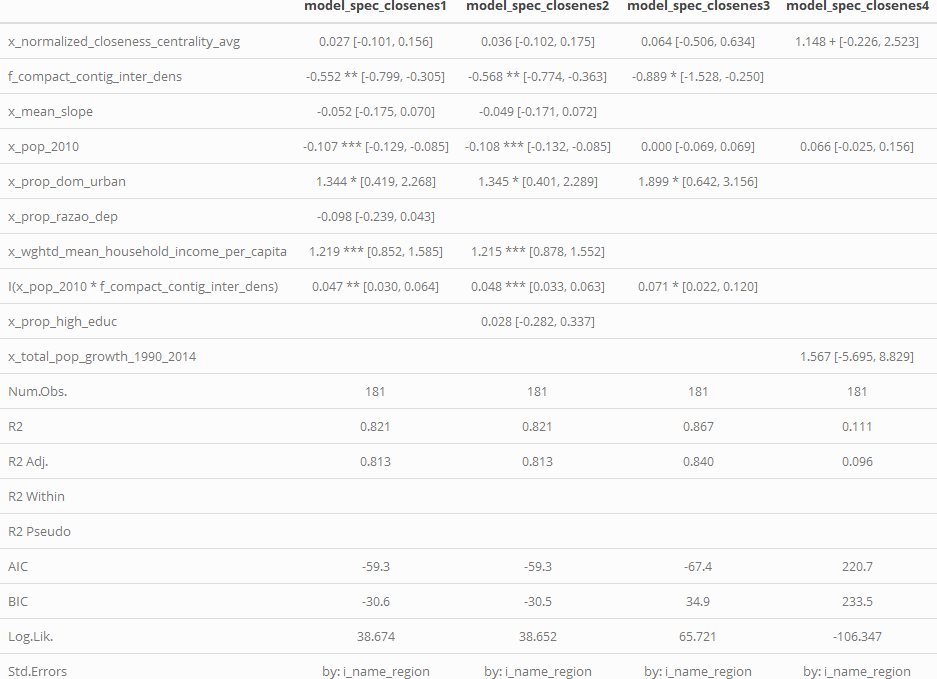 model_spec_closenes1 model_spec_closenes2 model_spec_closenes3 model_spec_closenes4
x_normalized_closeness_centrality_avg 0.027 [-0.101, 0.156] 0.036 [-0.102, 0.175] 0.064 [-0.506, 0.634] 1.148 + [-0.226, 2.523]
f_compact_contig_inter_dens -0.552 ** [-0.799, -0.305] -0.568 ** [-0.774, -0.363] -0.889 * [-1.528, -0.250]
x_mean_slope -0.052 [-0.175, 0.070] -0.049 [-0.171, 0.072]
x_pop_2010 -0.107 *** [-0.129, -0.085] -0.108 *** [-0.132, -0.085] 0.000 [-0.069, 0.069] 0.066 [-0.025, 0.156]
x_prop_dom_urban 1.344 * [0.419, 2.268] 1.345 * [0.401, 2.289] 1.899 * [0.642, 3.156]
x_prop_razao_dep -0.098 [-0.239, 0.043]
x_wghtd_mean_household_income_per_capita 1.219 *** [0.852, 1.585] 1.215 *** [0.878, 1.552]
I(x_pop_2010 * f_compact_contig_inter_dens) 0.047 ** [0.030, 0.064] 0.048 *** [0.033, 0.063] 0.071 * [0.022, 0.120]
x_prop_high_educ 0.028 [-0.282, 0.337]
x_total_pop_growth_1990_2014 1.567 [-5.695, 8.829]
Num.Obs. 181 181 181 181
R2 0.821 0.821 0.867 0.111
R2 Adj. 0.813 0.813 0.840 0.096
R2 Within
R2 Pseudo
AIC -59.3 -59.3 -67.4 220.7
BIC -30.6 -30.5 34.9 233.5
Log.Lik. 38.674 38.652 65.721 -106.347
Std.Errors by: i_name_region by: i_name_region by: i_name_region by: i_name_region